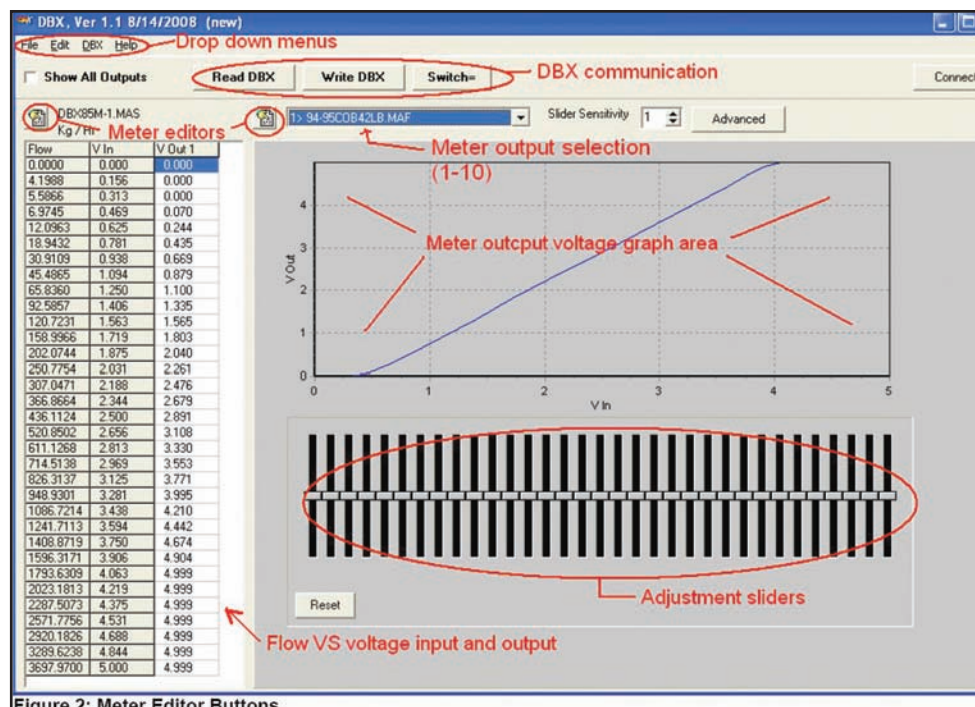 DBX, Ver 1.1 8/14/2008 (new)
File Edit DBX Help
Drop down menus
Show All Outputs Read DBX Write DBX Switch= DBX communication Connect
DBX85M-1.MAS
Kg / Hr
Meter editors
1> 94-95COB42LB.MAF
Slider Sensitivity 1 Advanced
Meter output selection
(1-10)
Flow V In V Out 1
0.0000 0.000 0.000
4.1988 0.156 0.000
5.5866 0.313 0.000
6.9745 0.469 0.070
12.0963 0.625 0.244
18.9432 0.781 0.435
30.9109 0.938 0.669
45.4865 1.094 0.879
65.8360 1.250 1.100
92.5857 1.406 1.335
120.7231 1.563 1.565
158.9966 1.719 1.803
202.0744 1.875 2.040
250.7754 2.031 2.261
307.0471 2.188 2.476
366.8664 2.344 2.679
436.1124 2.500 2.891
520.8502 2.656 3.108
611.1268 2.813 3.330
714.5138 2.969 3.553
826.3137 3.125 3.771
948.9301 3.281 3.995
1086.7214 3.438 4.210
1241.7113 3.594 4.442
1408.8719 3.750 4.674
1596.3171 3.906 4.904
1793.6309 4.063 4.999
2023.1813 4.219 4.999
2287.5073 4.375 4.999
2571.7756 4.531 4.999
2920.1826 4.688 4.999
3289.6238 4.844 4.999
3697.9700 5.000 4.999
4
3
2
1
0
V Out
Meter outcput voltage graph area
0 1 2 3 4 5
V In
Adjustment sliders
Reset
Flow VS voltage input and output
Figure 2: Meter Editor Buttons